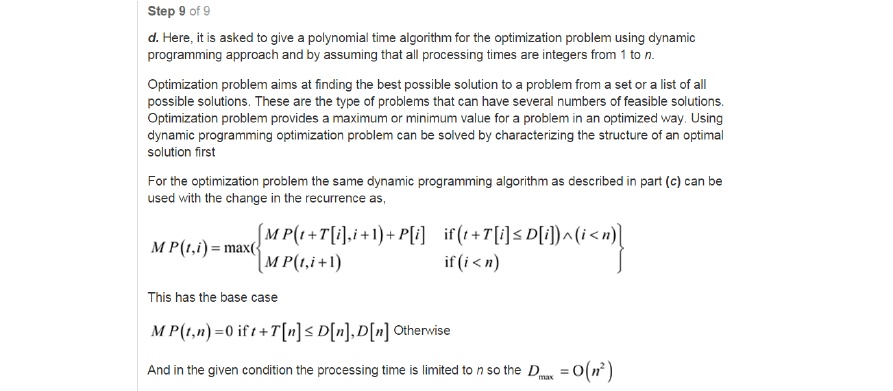 Step 9 of 9
d. Here, it is asked to give a polynomial time algorithm for the optimization problem using dynamic
programming approach and by assuming that all processing times are integers from 1 to n.
Optimization problem aims at finding the best possible solution to a problem from a set or a list of all
possible solutions. These are the type of problems that can have several numbers of feasible solutions.
Optimization problem provides a maximum or minimum value for a problem in an optimized way. Using
dynamic programming optimization problem can be solved by characterizing the structure of an optimal
solution first
For the optimization problem the same dynamic programming algorithm as described in part (c) can be
used with the change in the recurrence as,
M P(t,i) = max({M P(t+T[i],i+1)+P[i] if(t+T[i]≤D[i])∧(i<n)
M P(t,i+1) if(i<n)}
This has the base case
M P(t,n)=0 if t+T[n]≤D[n],D[n] Otherwise
And in the given condition the processing time is limited to n so the Dmax = O(n²)